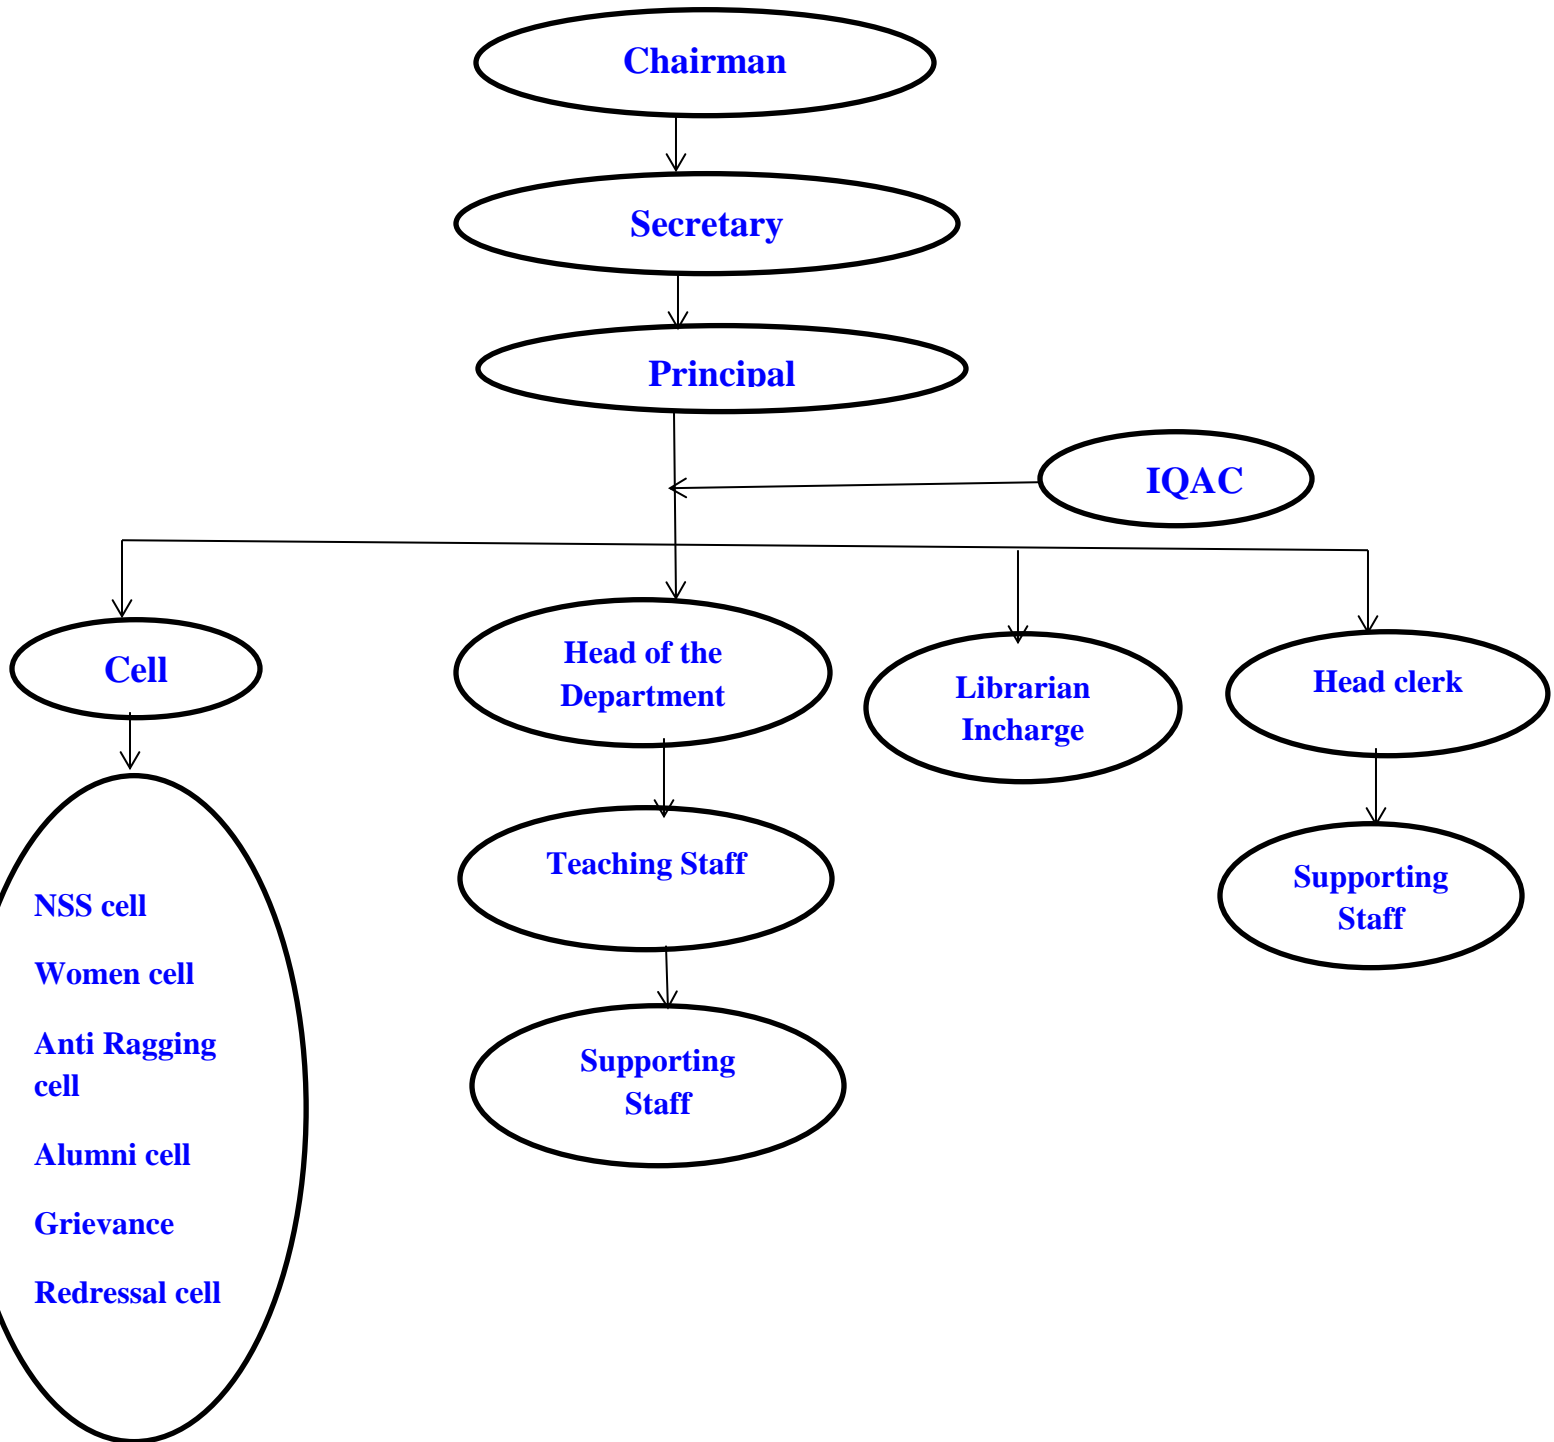 Chairman
Secretary
Principal
IQAC
Cell
Head of the
Department
Librarian
Incharge
Head clerk
Teaching Staff
Supporting
Staff
NSS cell
Women cell
Anti Ragging
cell
Alumni cell
Grievance
Redressal cell
Supporting
Staff